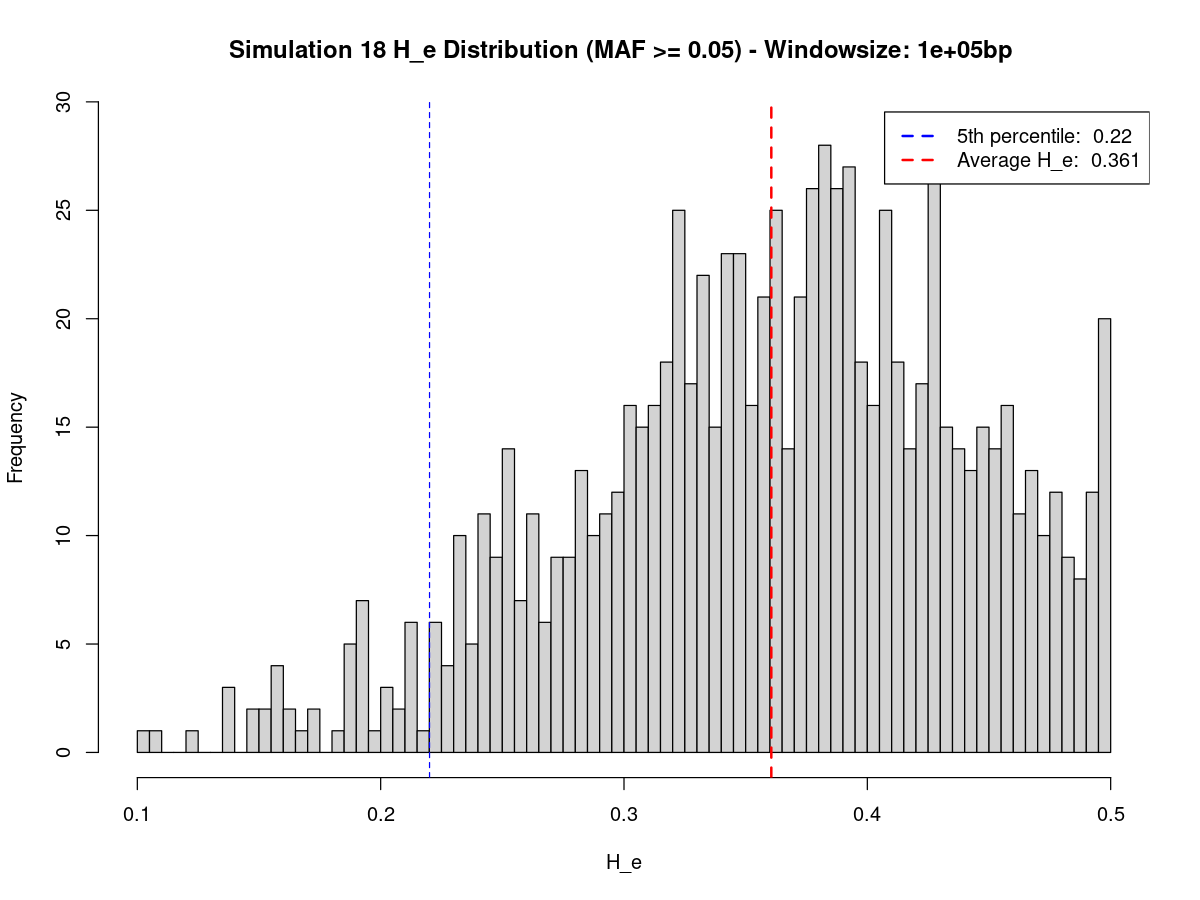 Simulation 18 H_e Distribution (MAF >= 0.05) - Windowsize: 1e+05bp
5th percentile: 0.22
Average H_e: 0.361
Frequency
30
25
20
15
10
5
0
0.1 0.2 0.3 0.4 0.5
H_e